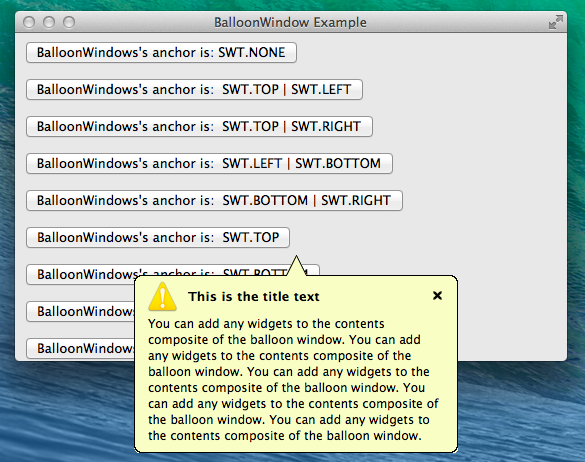 BalloonWindow Example
BalloonWindows's anchor is: SWT.NONE
BalloonWindows's anchor is:  SWT.TOP | SWT.LEFT
BalloonWindows's anchor is:  SWT.TOP | SWT.RIGHT
BalloonWindows's anchor is:  SWT.LEFT | SWT.BOTTOM
BalloonWindows's anchor is:  SWT.BOTTOM | SWT.RIGHT
BalloonWindows's anchor is:  SWT.TOP
BalloonWindows's anchor is:  SWT.BOTTOM
BalloonWindows
BalloonWindows
This is the title text
You can add any widgets to the contents
composite of the balloon window. You can add
any widgets to the contents composite of the
balloon window. You can add any widgets to the
contents composite of the balloon window. You
can add any widgets to the contents composite of
the balloon window. You can add any widgets to
the contents composite of the balloon window.